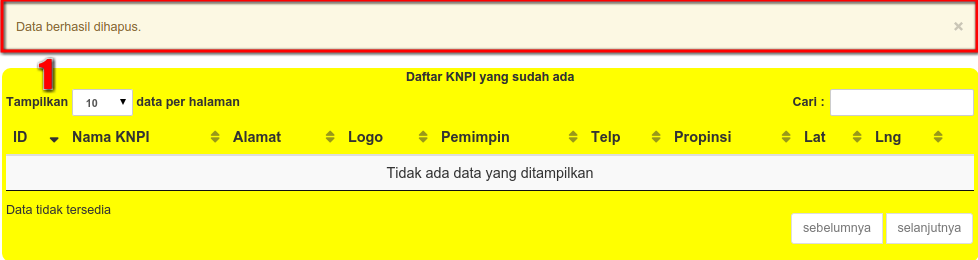 Data berhasil dihapus. ×
1
Daftar KNPI yang sudah ada
Tampilkan 10 data per halaman Cari :
ID Nama KNPI Alamat Logo Pemimpin Telp Propinsi Lat Lng
Tidak ada data yang ditampilkan
Data tidak tersedia
sebelumnya selanjutnya